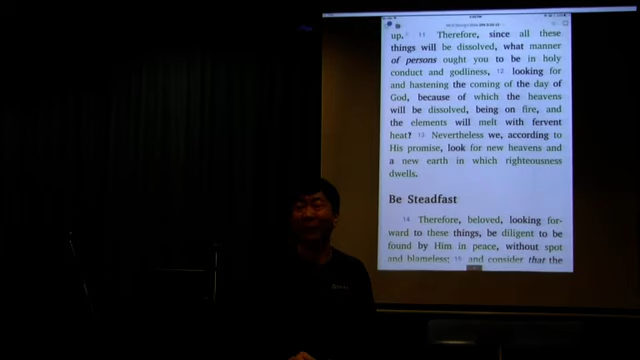 up. 11 Therefore, since all these
things will be dissolved, what manner
of persons ought you to be in holy
conduct and godliness, 12 looking for
and hastening the coming of the day of
God, because of which the heavens
will be dissolved, being on fire, and
the elements will melt with fervent
heat? 13 Nevertheless we, according to
His promise, look for new heavens and
a new earth in which righteousness
dwells.
Be Steadfast
14 Therefore, beloved, looking for-
ward to these things, be diligent to be
found by Him in peace, without spot
and blameless; 15 and consider that the